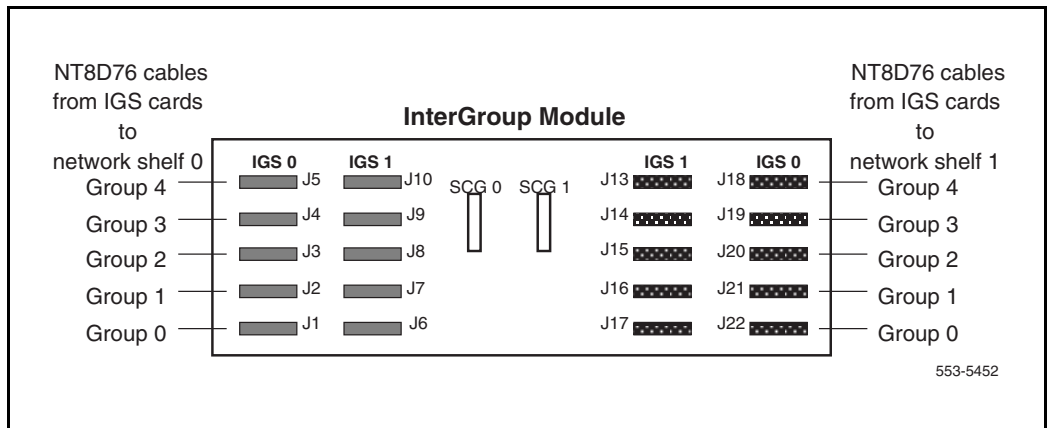 NT8D76 cables
from IGS cards
to
network shelf 0
NT8D76 cables
from IGS cards
to
network shelf 1
InterGroup Module
IGS 0 IGS 1 IGS 1 IGS 0
Group 4 J5 J10 SCG 0 SCG 1 J13 J18 Group 4
Group 3 J4 J9 J14 J19 Group 3
Group 2 J3 J8 J15 J20 Group 2
Group 1 J2 J7 J16 J21 Group 1
Group 0 J1 J6 J17 J22 Group 0
553-5452